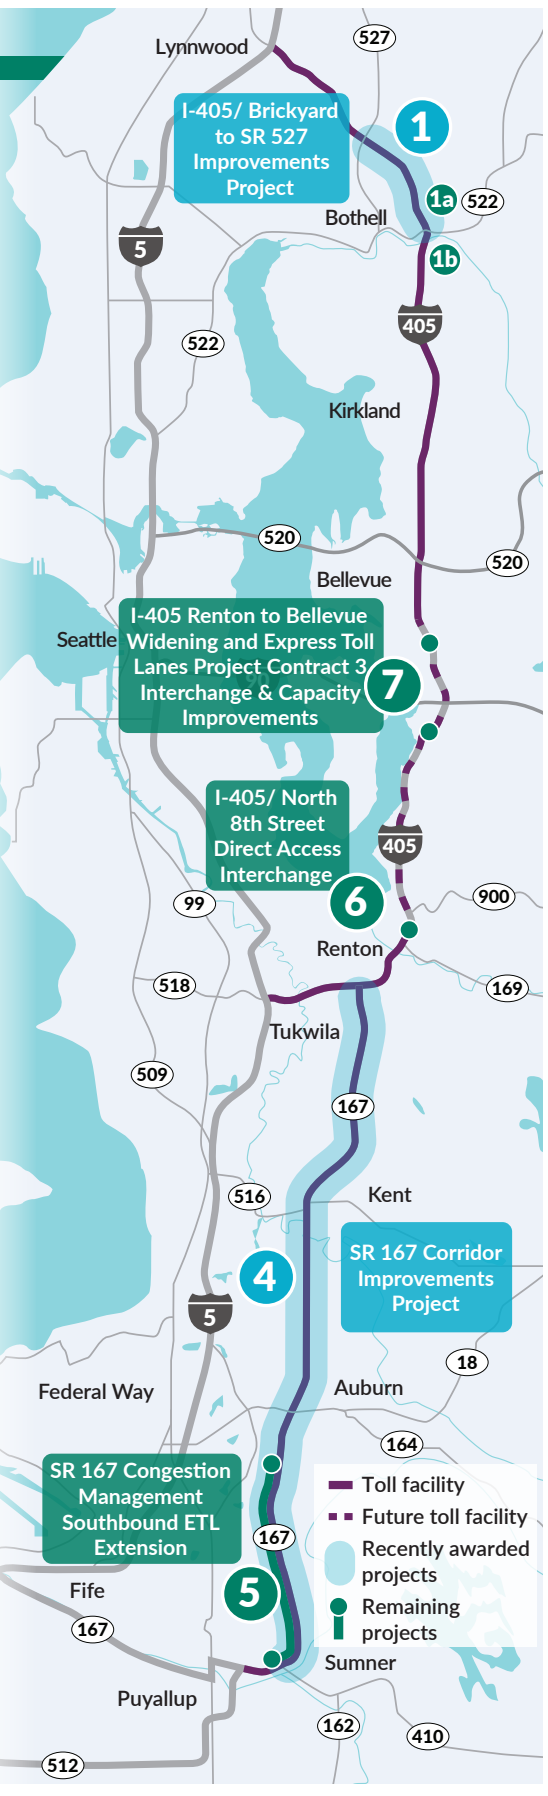 Lynnwood
527
I-405/ Brickyard
to SR 527
Improvements
Project
1
1a
522
Bothell
5
1b
405
522
Kirkland
520
520
Bellevue
Seattle
I-405 Renton to Bellevue
Widening and Express Toll
Lanes Project Contract 3
Interchange & Capacity
Improvements
90
7
I-405/ North
8th Street
Direct Access
Interchange
405
6
900
99
Renton
518
169
Tukwila
509
167
516
Kent
SR 167 Corridor
Improvements
Project
4
5
18
Federal Way
Auburn
164
SR 167 Congestion
Management
Southbound ETL
Extension
Toll facility
Future toll facility
Recently awarded
projects
Remaining
projects
167
5
Fife
167
Sumner
Puyallup
162
410
512